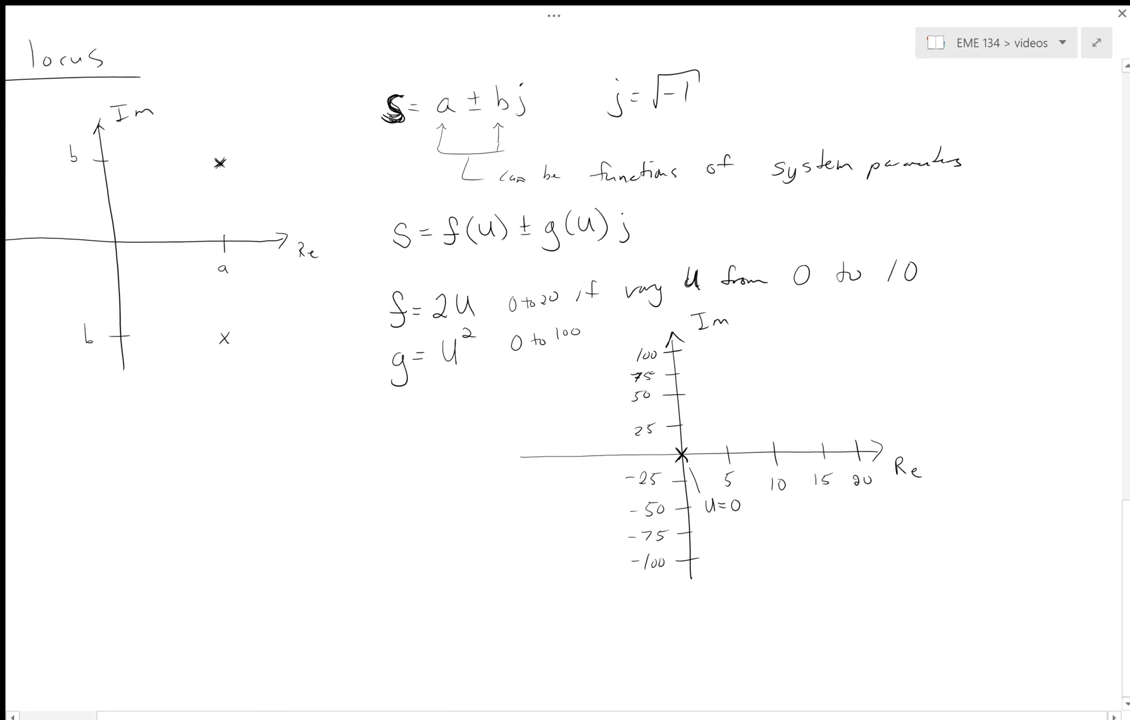 EME 134 > videos
locus
Im
b
a
Re
b
S = a ± bj
j = √-1
can be functions of system parameters
S = f(u) ± g(u) j
f = 2u 0 to 20 if vary u from 0 to 10
g = u² 0 to 100
Im
100
75
50
25
-25
-50
-75
-100
5 10 15 20
Re
u=0